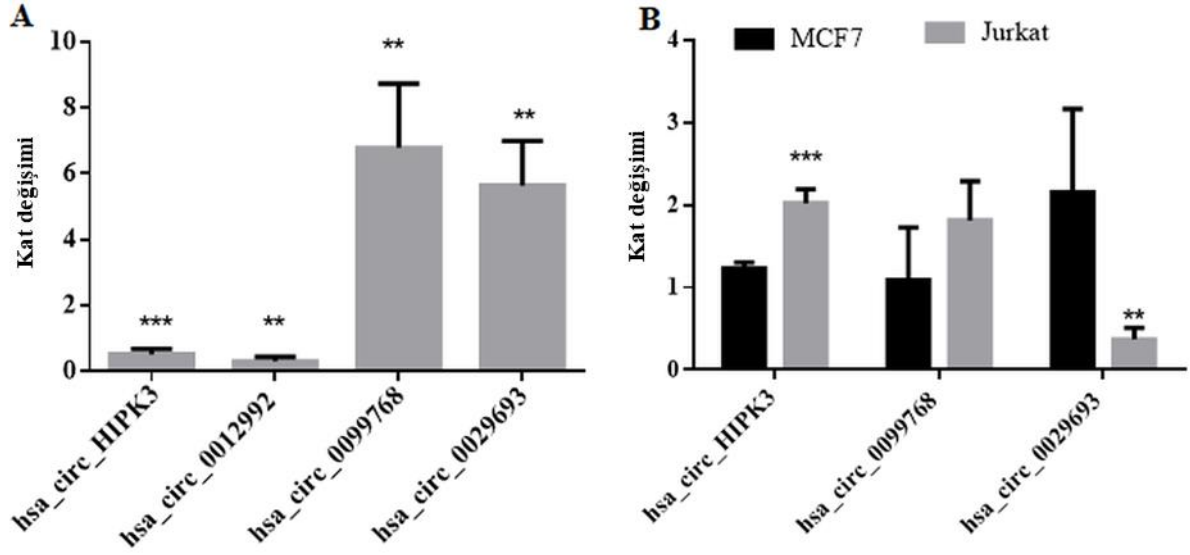 A
10
8
6
4
2
0
Kat değişimi
***
**
**
**
hsa_circ_HIPK3
hsa_circ_0012992
hsa_circ_0099768
hsa_circ_0029693
B
MCF7
Jurkat
4
3
2
1
0
Kat değişimi
***
**
hsa_circ_HIPK3
hsa_circ_0099768
hsa_circ_0029693